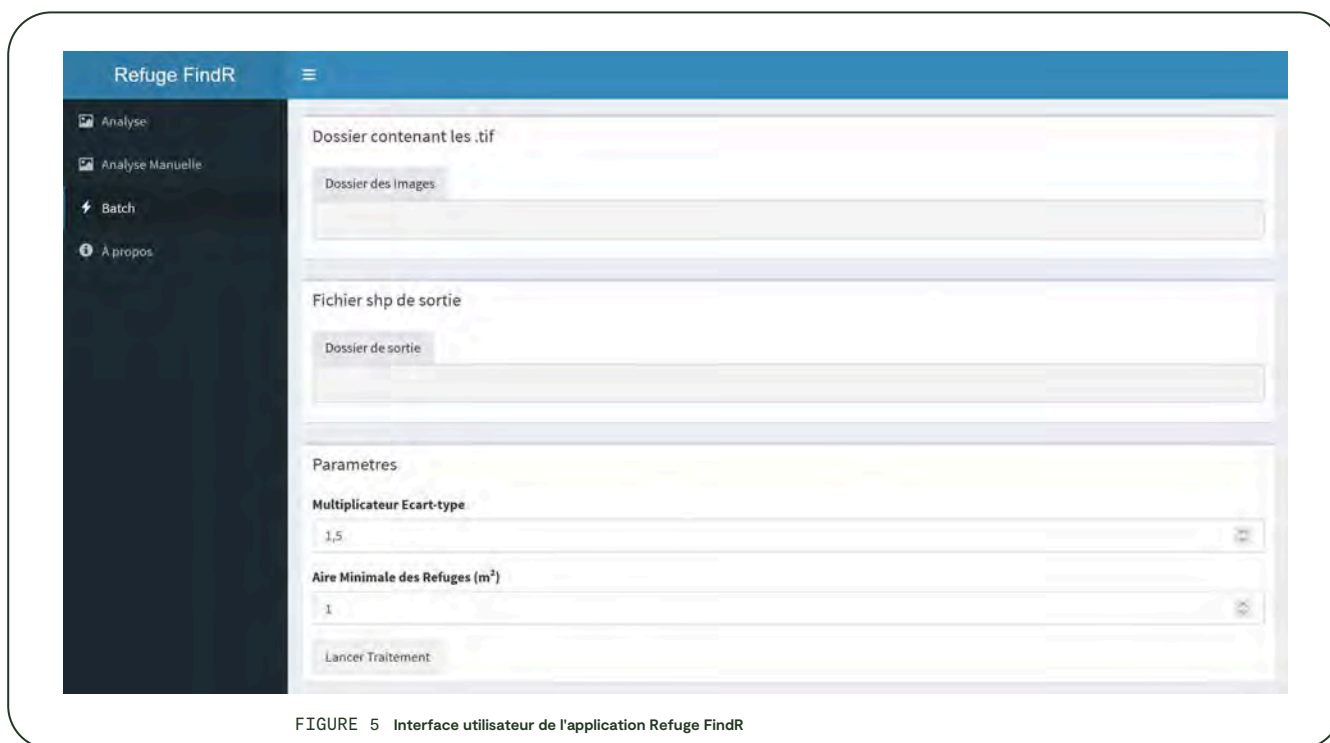 Refuge FindR
Analyse
Analyse Manuelle
Batch
À propos
Dossier contenant les .tif
Dossier des Images
Fichier shp de sortie
Dossier de sortie
Parametres
Multiplicateur Ecart-type
1,5
Aire Minimale des Refuges (m²)
1
Lancer Traitement
FIGURE 5 Interface utilisateur de l'application Refuge FindR